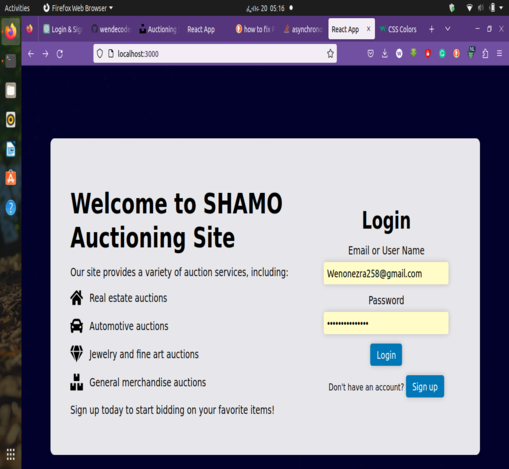 Activities
Firefox Web Browser
20 05:16
Login & Sig
wendecodi
Auctioning
React App
how to fix
asynchron
React App
CSS Colors
localhost:3000
Welcome to SHAMO
Auctioning Site
Our site provides a variety of auction services, including:
Real estate auctions
Automotive auctions
Jewelry and fine art auctions
General merchandise auctions
Sign up today to start bidding on your favorite items!
Login
Email or User Name
Wenonezra258@gmail.com
Password
•••••••••••••••
Login
Don't have an account? Sign up